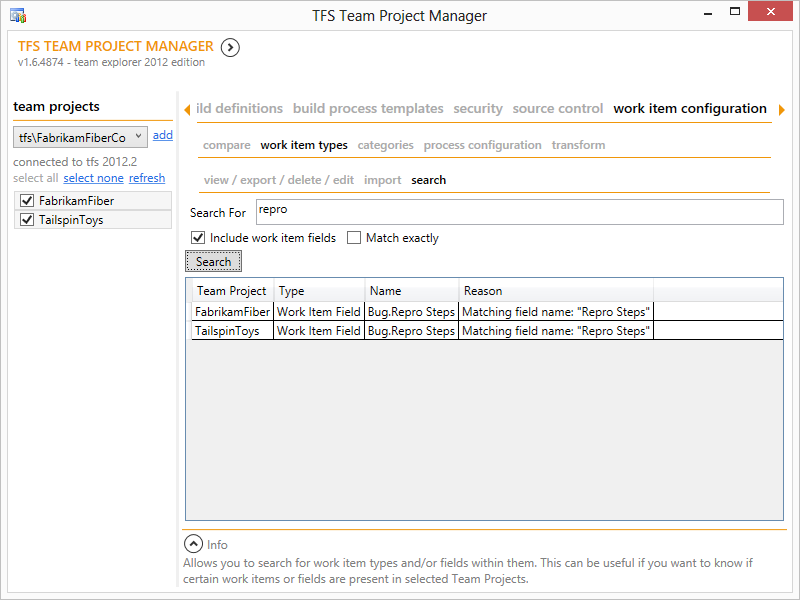 TFS Team Project Manager
TFS TEAM PROJECT MANAGER
v1.6.4874 - team explorer 2012 edition
team projects
tfs\FabrikamFiberCo add
connected to tfs 2012.2
select all select none refresh
FabrikamFiber
TailspinToys
ild definitions build process templates security source control work item configuration
compare work item types categories process configuration transform
view / export / delete / edit import search
Search For repro
Include work item fields Match exactly
Search
Team Project Type Name Reason
FabrikamFiber Work Item Field Bug.Repro Steps Matching field name: "Repro Steps"
TailspinToys Work Item Field Bug.Repro Steps Matching field name: "Repro Steps"
Info
Allows you to search for work item types and/or fields within them. This can be useful if you want to know if
certain work items or fields are present in selected Team Projects.